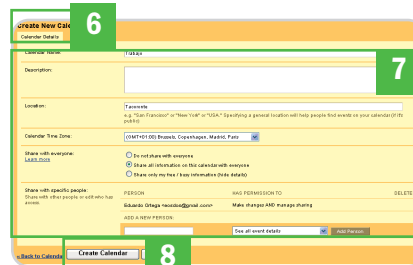 Create New Cale
6
Calendar Details
7
Calendar Name:
Trabajo
Description:
Location:
e.g. "San Francisco" or "New York" or "USA." Specifying a general location will help people find events on your calendar (if it's public)
Calendar Time Zone:
(GMT+01:00) Brussels, Copenhagen, Madrid, Paris
Share with everyone:
Learn more
Do not share with everyone
Share all information on this calendar with everyone
Share only my free / busy information (hide details)
Share with specific people:
Share with other people or edit who has access.
PERSON HAS PERMISSION TO: DELETE
Eduardo Ortega
Make changes AND manage sharing
ADD A NEW PERSON:
See all event details
Add Person
« Back to Calenda
Create Calendar
8